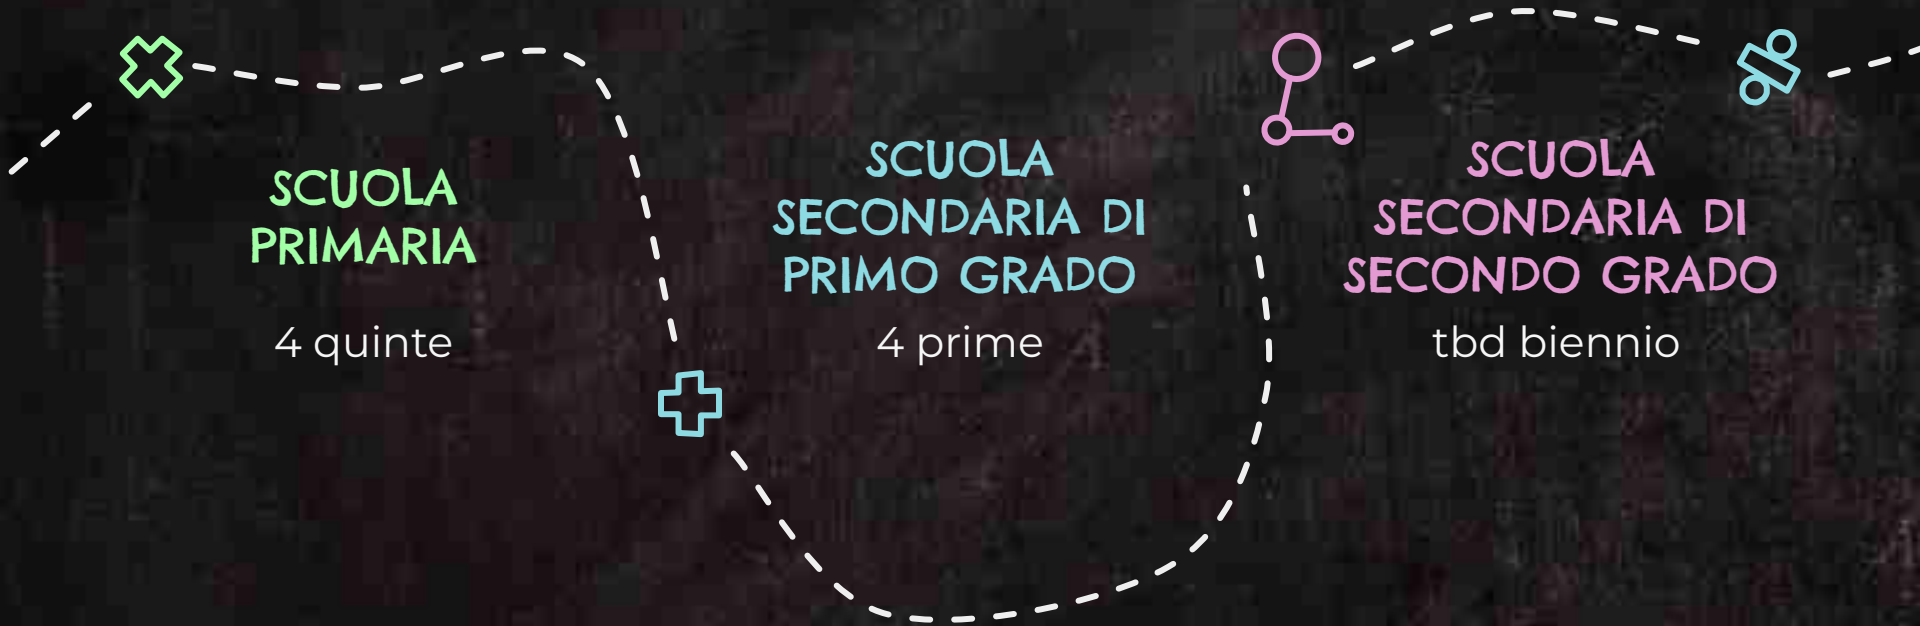 SCUOLA
PRIMARIA
4 quinte
SCUOLA
SECONDARIA DI
PRIMO GRADO
4 prime
SCUOLA
SECONDARIA DI
SECONDO GRADO
tbd biennio